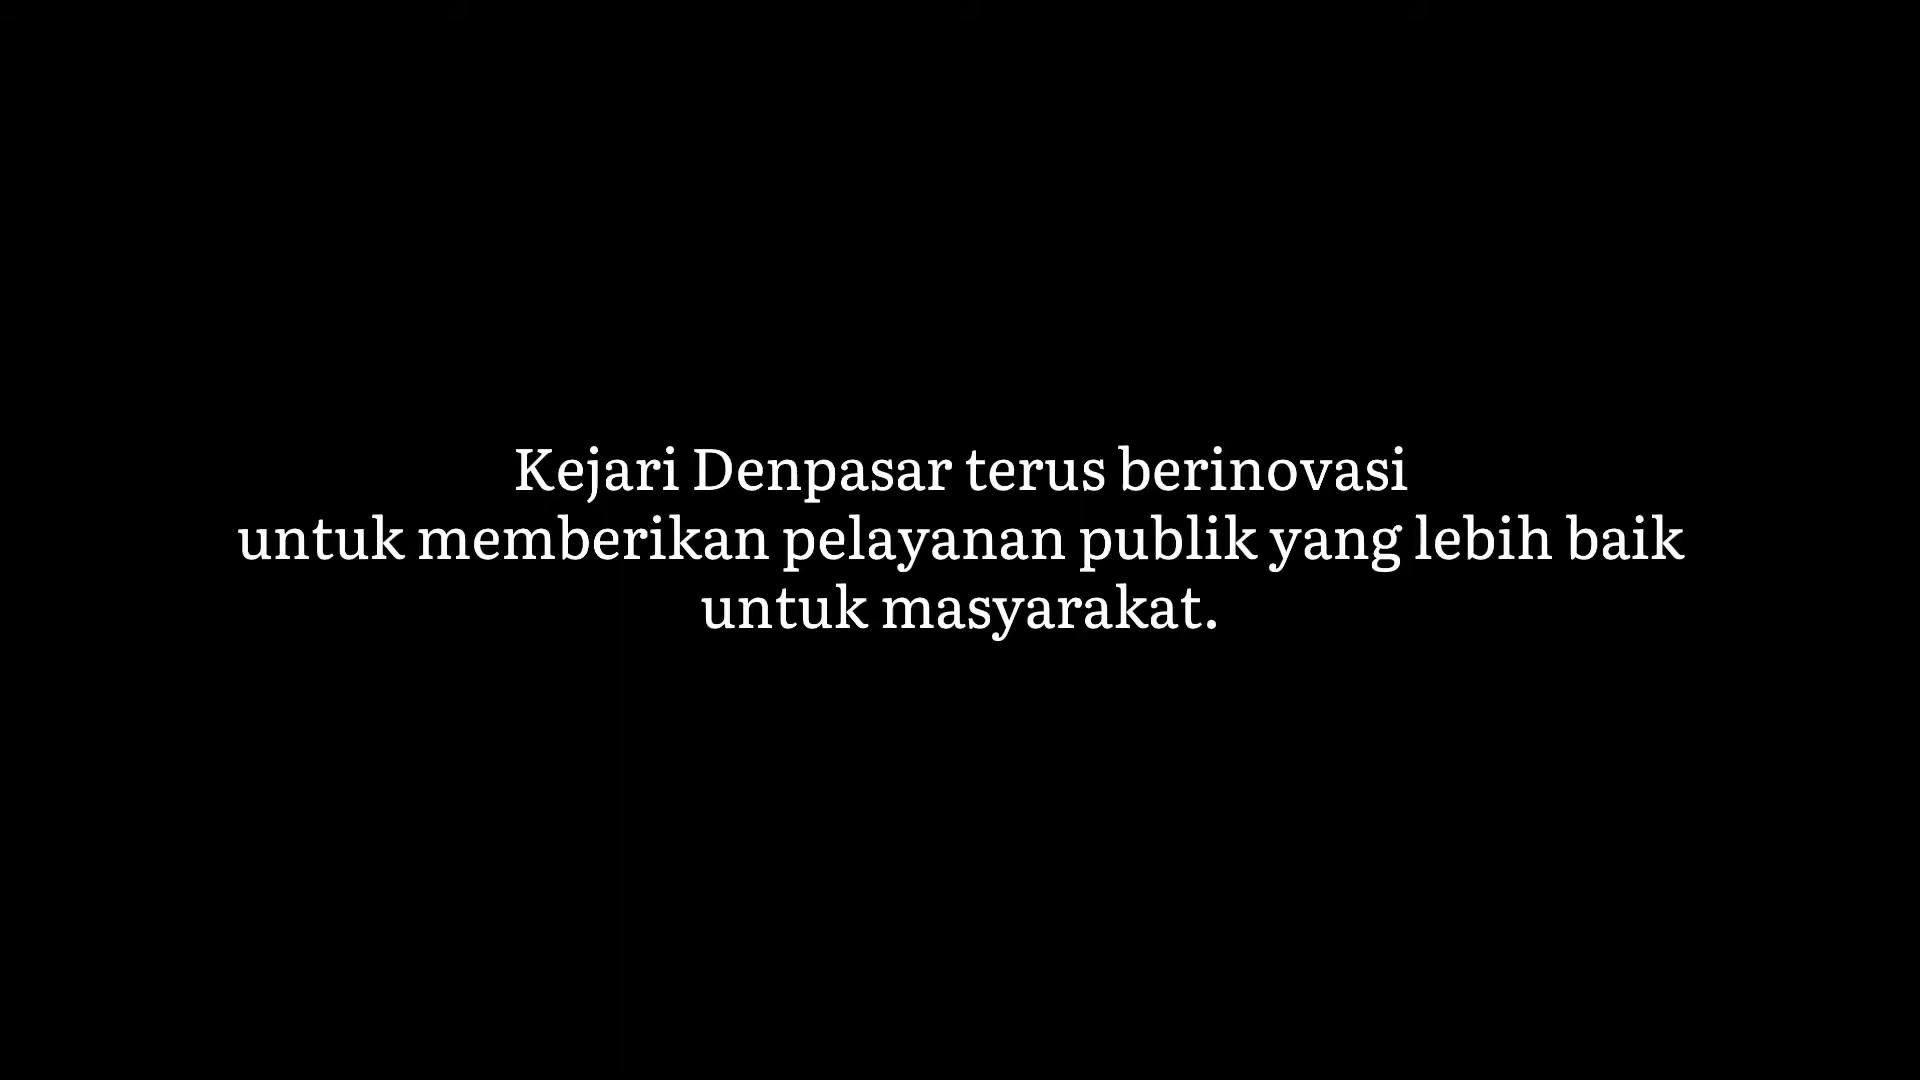 Kejari Denpasar terus berinovasi
untuk memberikan pelayanan publik yang lebih baik
untuk masyarakat.